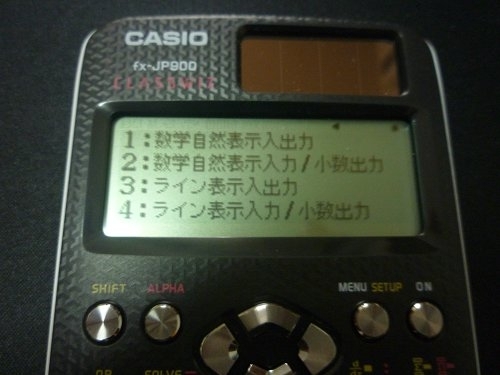 CASIO
fx-JP900
CLASSWIZ
1:数学自然表示入出力
2:数学自然表示入力/小数出力
3:ライン表示入出力
4:ライン表示入力/小数出力
SHIFT ALPHA MENU SETUP ON
SOLVE =